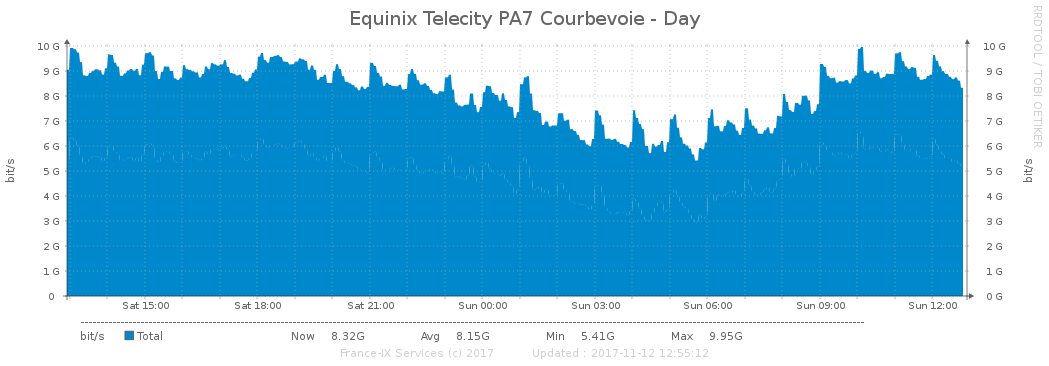 Equinix Telecity PA7 Courbevoie - Day
RRDTOOL / TOBI OETIKER
10 G 10 G
9 G 9 G
8 G 8 G
7 G 7 G
6 G 6 G
5 G 5 G
4 G 4 G
3 G 3 G
2 G 2 G
1 G 1 G
0 0 G
bit/s bit/s
Sat 15:00 Sat 18:00 Sat 21:00 Sun 00:00 Sun 03:00 Sun 06:00 Sun 09:00 Sun 12:00
bit/s Total Now 8.32G Avg 8.15G Min 5.41G Max 9.95G
France-IX Services (c) 2017 Updated : 2017-11-12 12:55:12